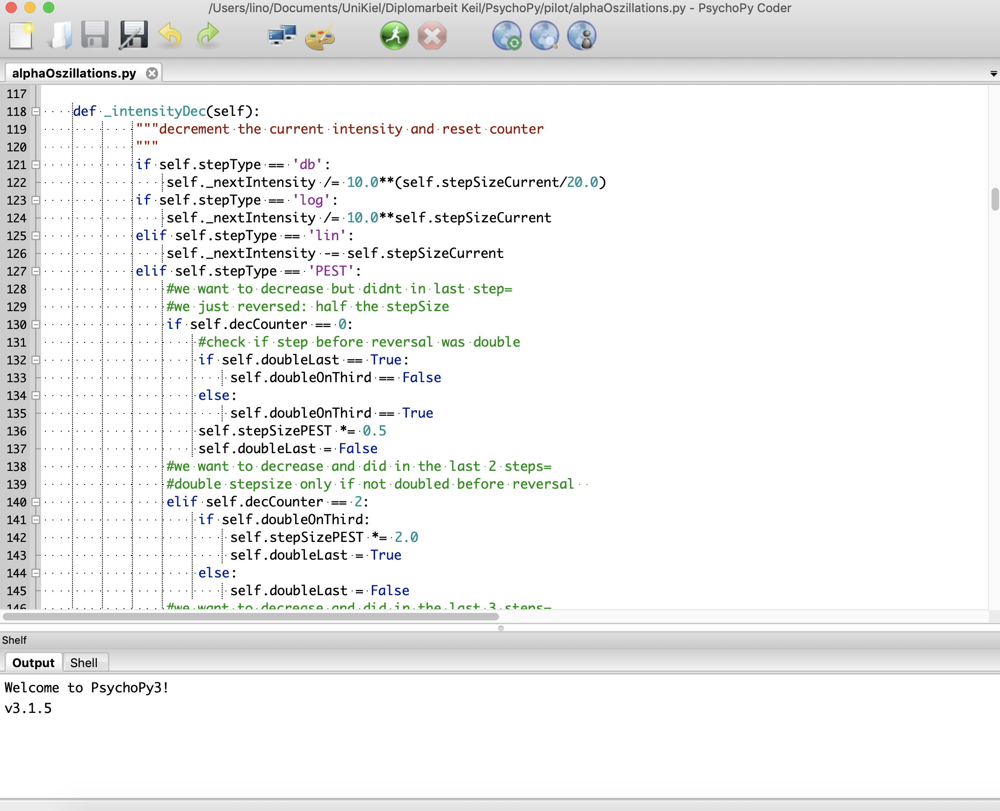 /Users/lino/Documents/UniKiel/Diplomarbeit Keil/PsychoPy/pilot/alphaOszillations.py - PsychoPy Coder
alphaOszillations.py
117
118 def _intensityDec(self):
119 """decrement the current intensity and reset counter
120 """
121 if self.stepType == 'db':
122 self._nextIntensity /= 10.0**(self.stepSizeCurrent/20.0)
123 if self.stepType == 'log':
124 self._nextIntensity /= 10.0**self.stepSizeCurrent
125 elif self.stepType == 'lin':
126 self._nextIntensity -= self.stepSizeCurrent
127 elif self.stepType == 'PEST':
128 #we want to decrease but didnt in last step=
129 #we just reversed: half the stepSize
130 if self.decCounter == 0:
131 #check if step before reversal was double
132 if self.doubleLast == True:
133 self.doubleOnThird == False
134 else:
135 self.doubleOnThird == True
136 self.stepSizePEST *= 0.5
137 self.doubleLast = False
138 #we want to decrease and did in the last 2 steps=
139 #double stepsize only if not doubled before reversal
140 elif self.decCounter == 2:
141 if self.doubleOnThird:
142 self.stepSizePEST *= 2.0
143 self.doubleLast = True
144 else:
145 self.doubleLast = False
146 #we want to decrease and did in the last 3 steps=
Shelf
Output Shell
Welcome to PsychoPy3!
v3.1.5